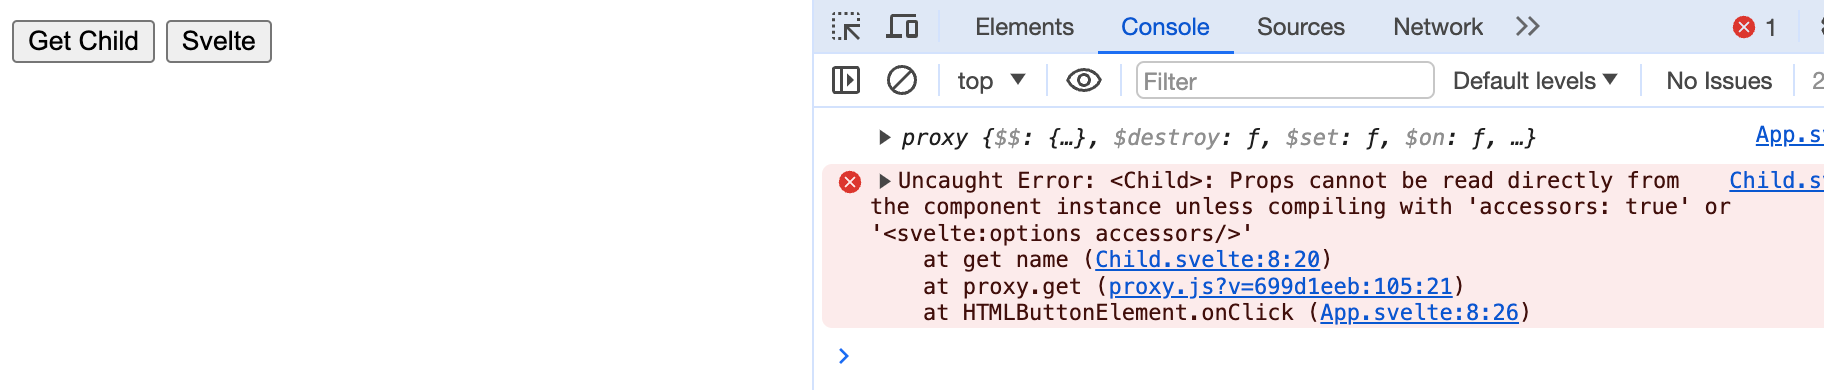 Get Child Svelte
Elements Console Sources Network 1
top Filter Default levels No Issues 2
proxy {$$: {…}, $destroy: ƒ, $set: ƒ, $on: ƒ, …} App.s
Uncaught Error: <Child>: Props cannot be read directly from Child.s
the component instance unless compiling with 'accessors: true' or
'<svelte:options accessors/>'
at get name (Child.svelte:8:20)
at proxy.get (proxy.js?v=699d1eeb:105:21)
at HTMLButtonElement.onClick (App.svelte:8:26)